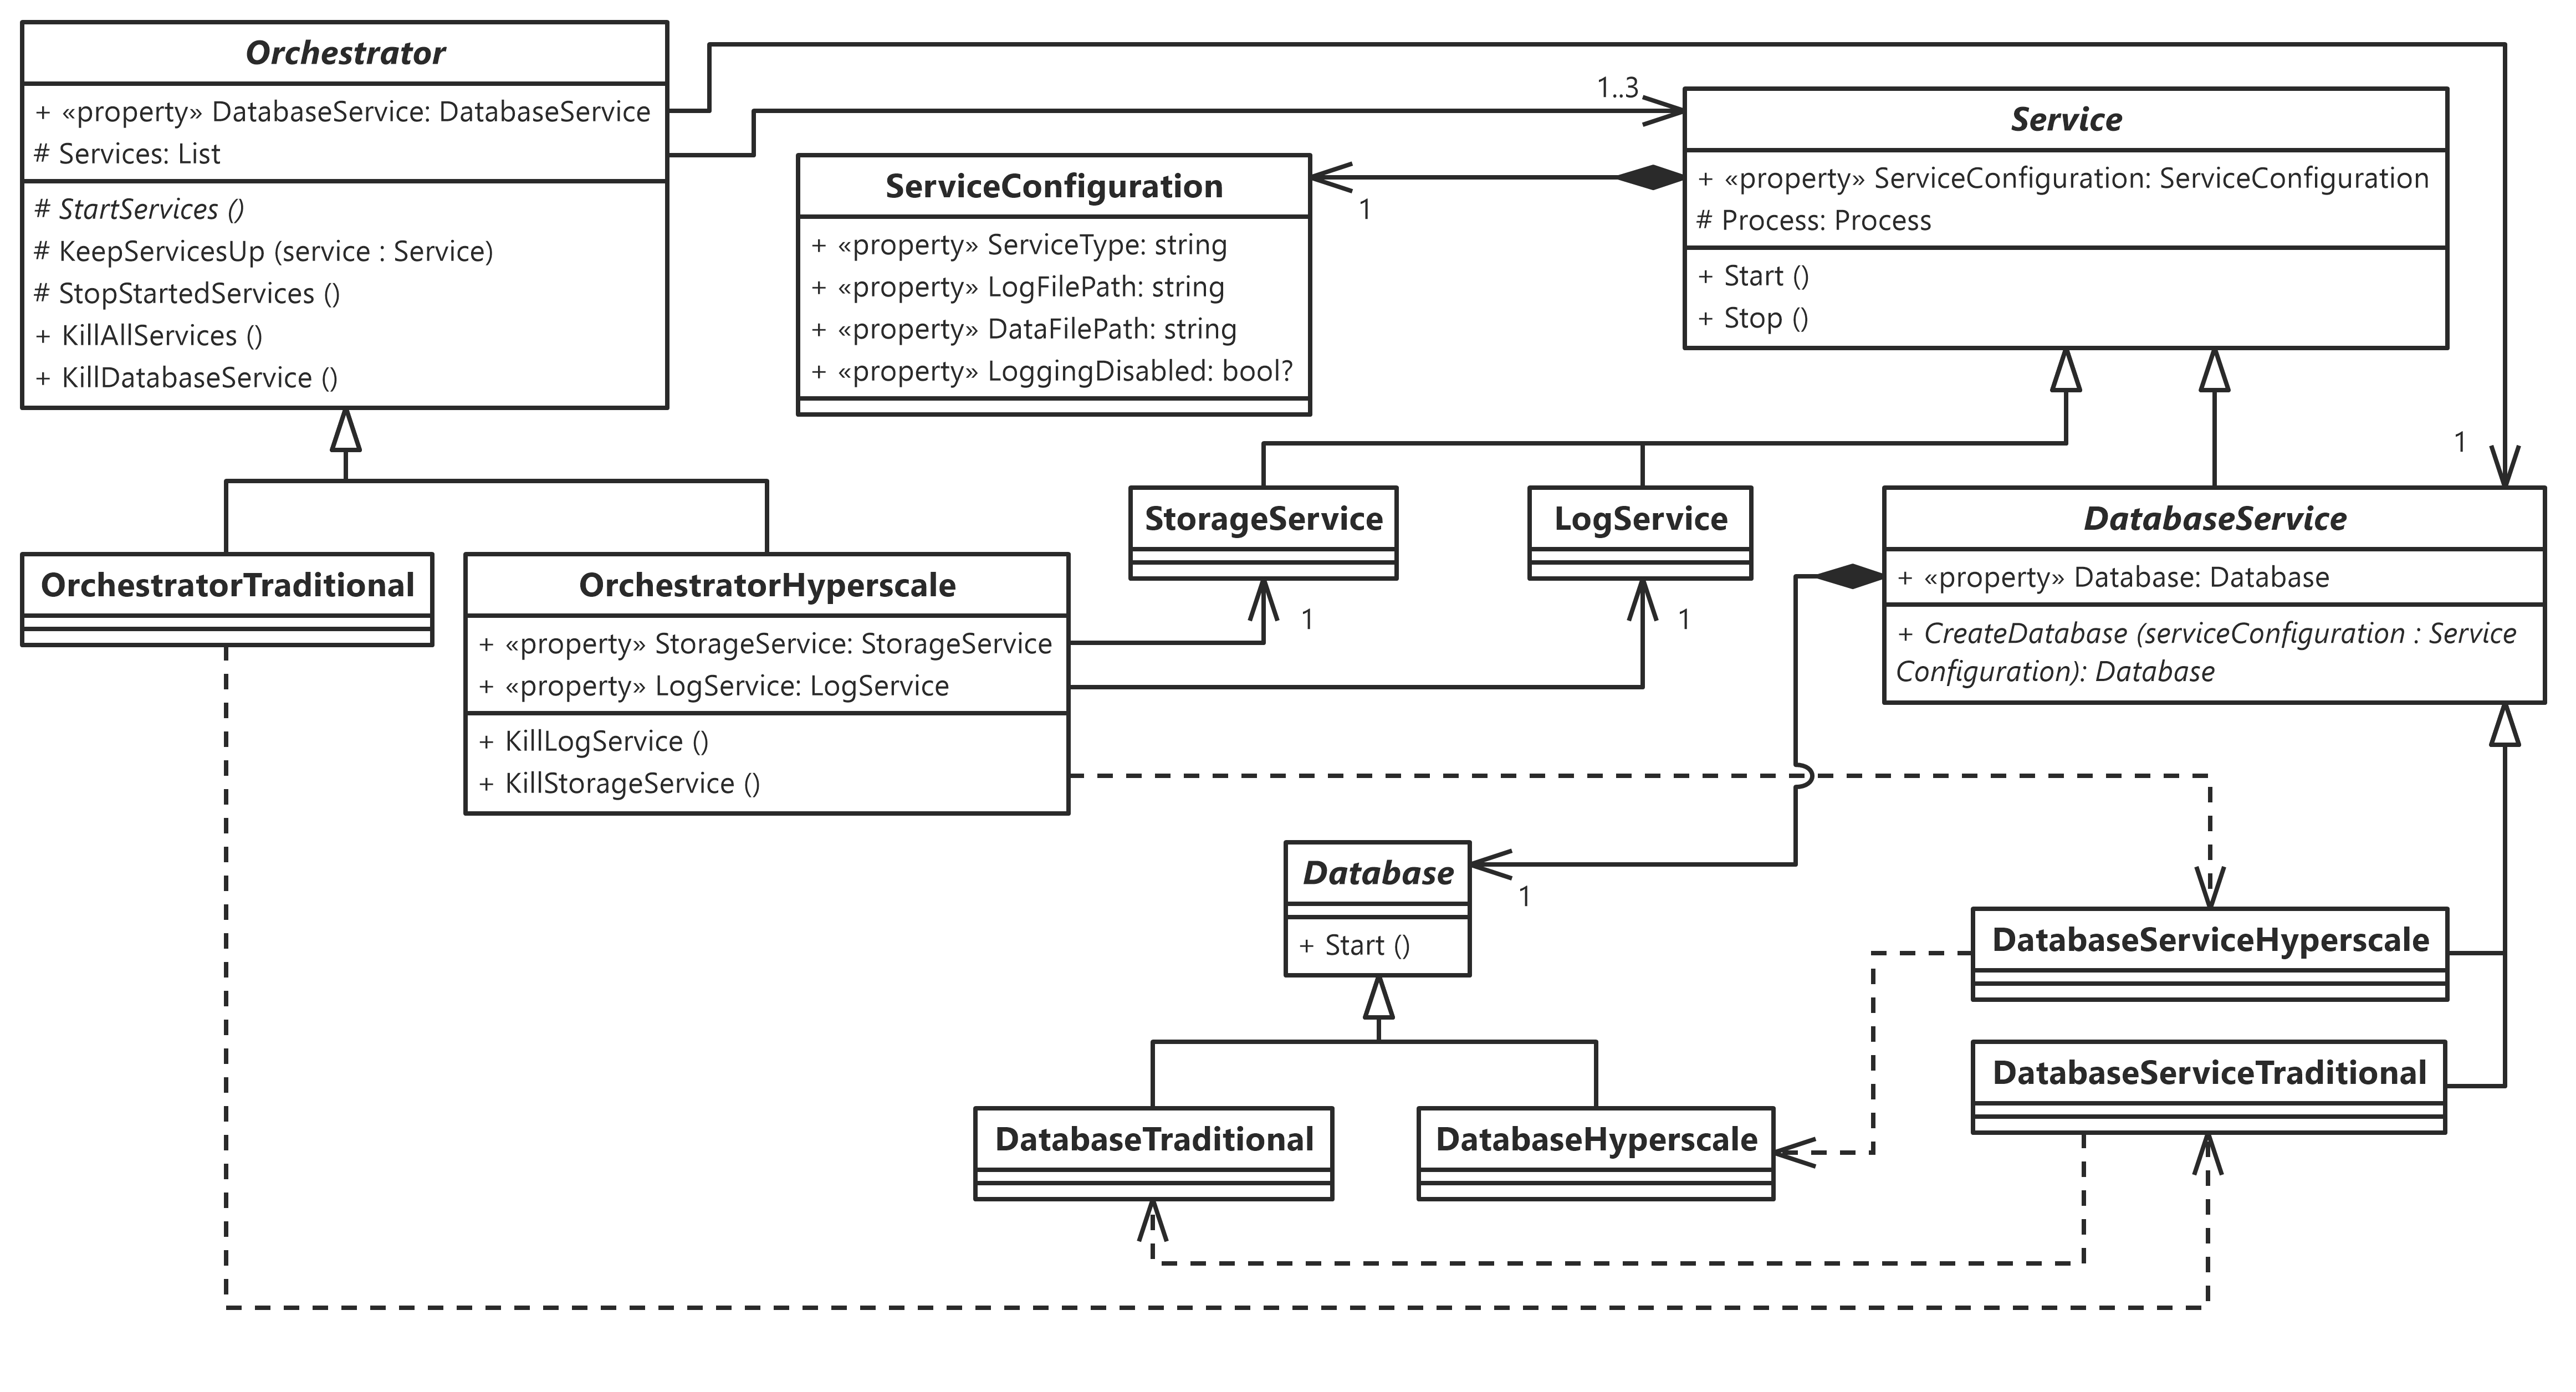 Orchestrator
+ «property» DatabaseService: DatabaseService
# Services: List
# StartServices ()
# KeepServicesUp (service : Service)
# StopStartedServices ()
+ KillAllServices ()
+ KillDatabaseService ()
1..3
Service
+ «property» ServiceConfiguration: ServiceConfiguration
# Process: Process
+ Start ()
+ Stop ()
ServiceConfiguration
+ «property» ServiceType: string
+ «property» LogFilePath: string
+ «property» DataFilePath: string
+ «property» LoggingDisabled: bool?
1
1
OrchestratorTraditional
OrchestratorHyperscale
+ «property» StorageService: StorageService
+ «property» LogService: LogService
+ KillLogService ()
+ KillStorageService ()
StorageService
1
LogService
1
DatabaseService
+ «property» Database: Database
+ CreateDatabase (serviceConfiguration : Service
Configuration): Database
Database
+ Start ()
1
DatabaseServiceHyperscale
DatabaseServiceTraditional
DatabaseTraditional
DatabaseHyperscale